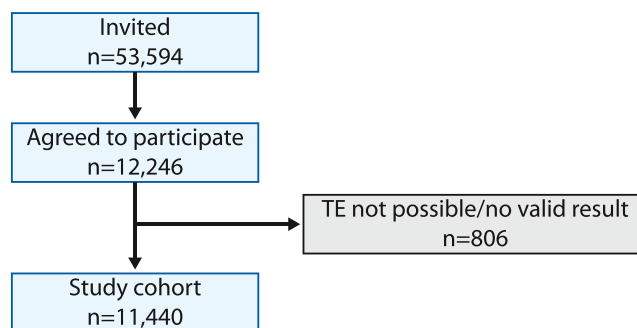 Invited
n=53,594
Agreed to participate
n=12,246
TE not possible/no valid result
n=806
Study cohort
n=11,440